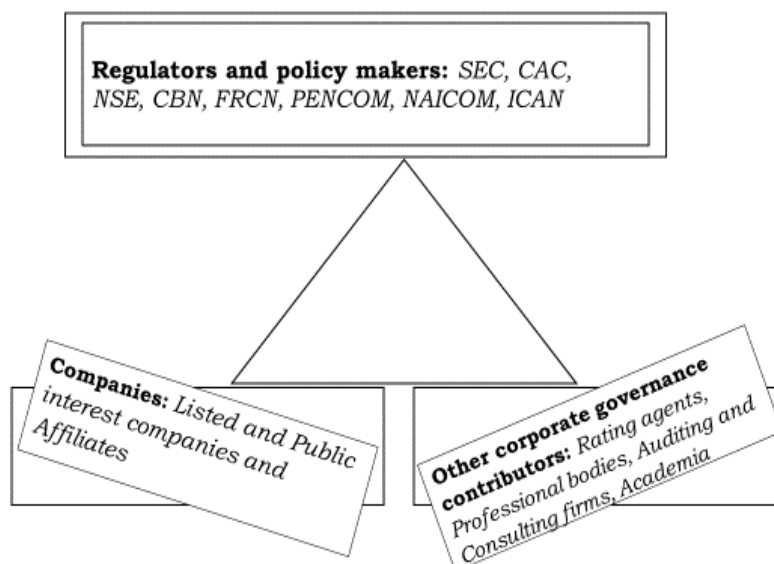 Regulators and policy makers: SEC, CAC,
NSE, CBN, FRCN, PENCOM, NAICOM, ICAN
Companies: Listed and Public
interest companies and
Affiliates
Other corporate governance
contributors: Rating agents,
Professional bodies, Auditing and
Consulting firms, Academia